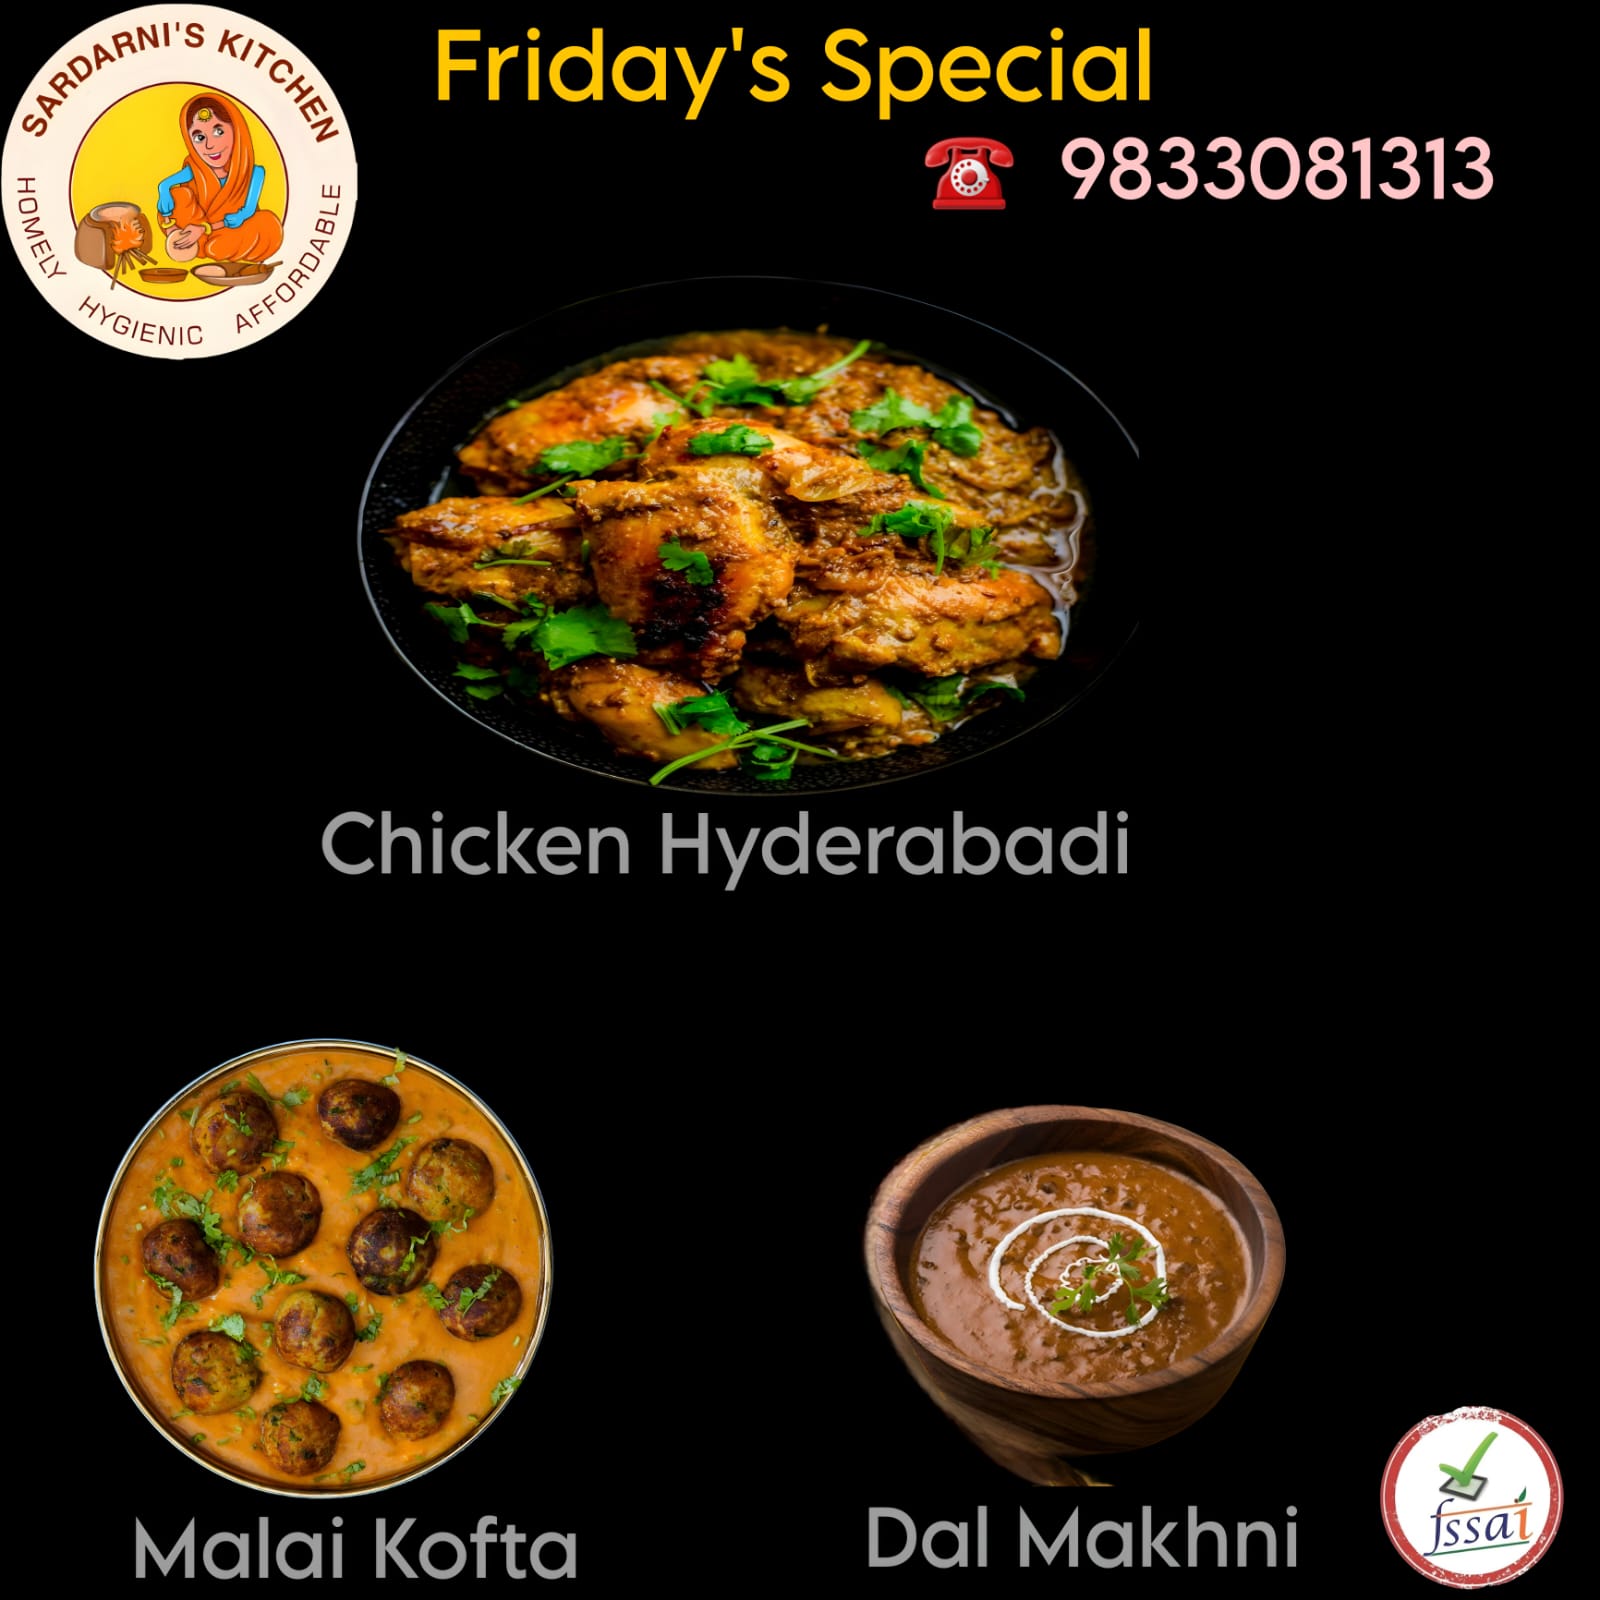 SARDARNI'S KITCHEN
HOMELY HYGIENIC AFFORDABLE
Friday's Special
9833081313
Chicken Hyderabadi
Malai Kofta
Dal Makhni
fssai